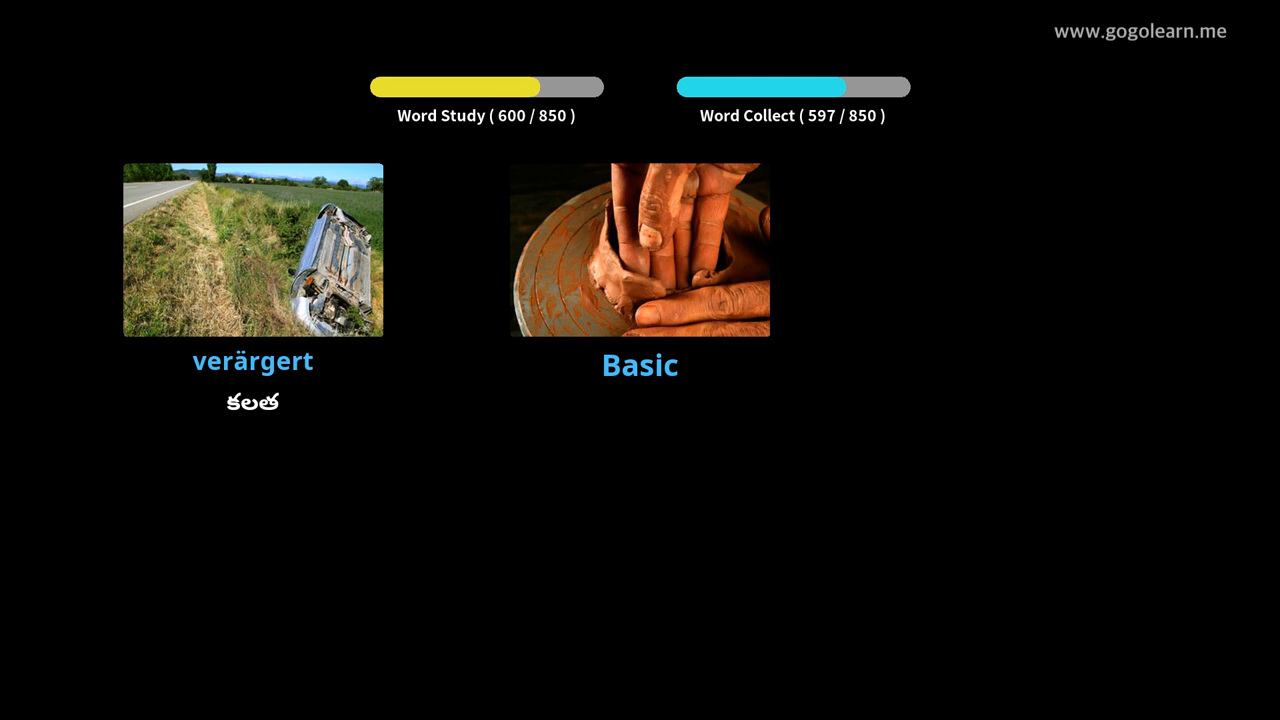 www.gogolearn.me
Word Study ( 600 / 850 )
Word Collect ( 597 / 850 )
verärgert
కలత
Basic